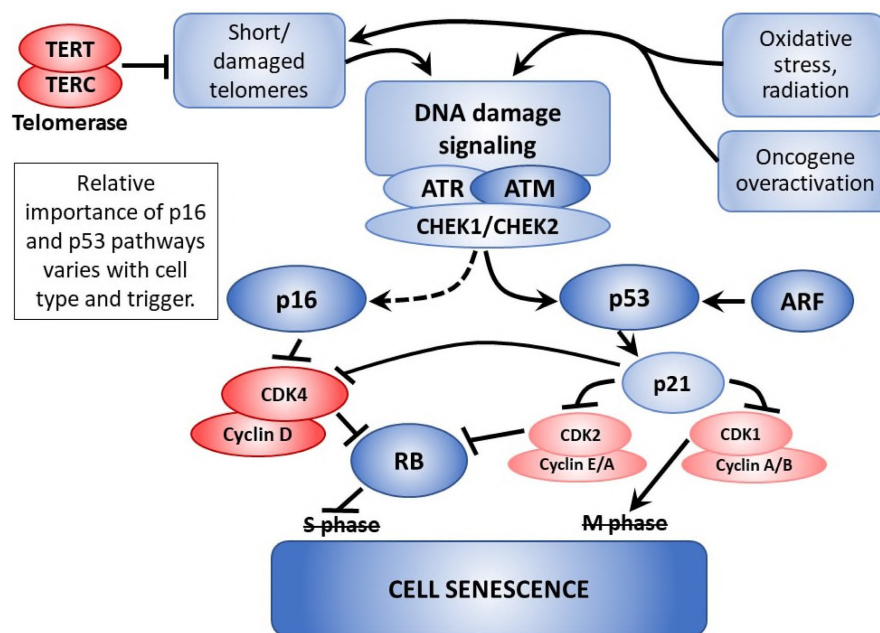 TERT
TERC
Telomerase
Short/
damaged
telomeres
Oxidative
stress,
radiation
Oncogene
overactivation
DNA damage
signaling
ATR
ATM
CHEK1/CHEK2
Relative
importance of p16
and p53 pathways
varies with cell
type and trigger.
p16
p53
ARF
CDK4
Cyclin D
p21
RB
CDK2
Cyclin E/A
CDK1
Cyclin A/B
S phase
M phase
CELL SENESCENCE